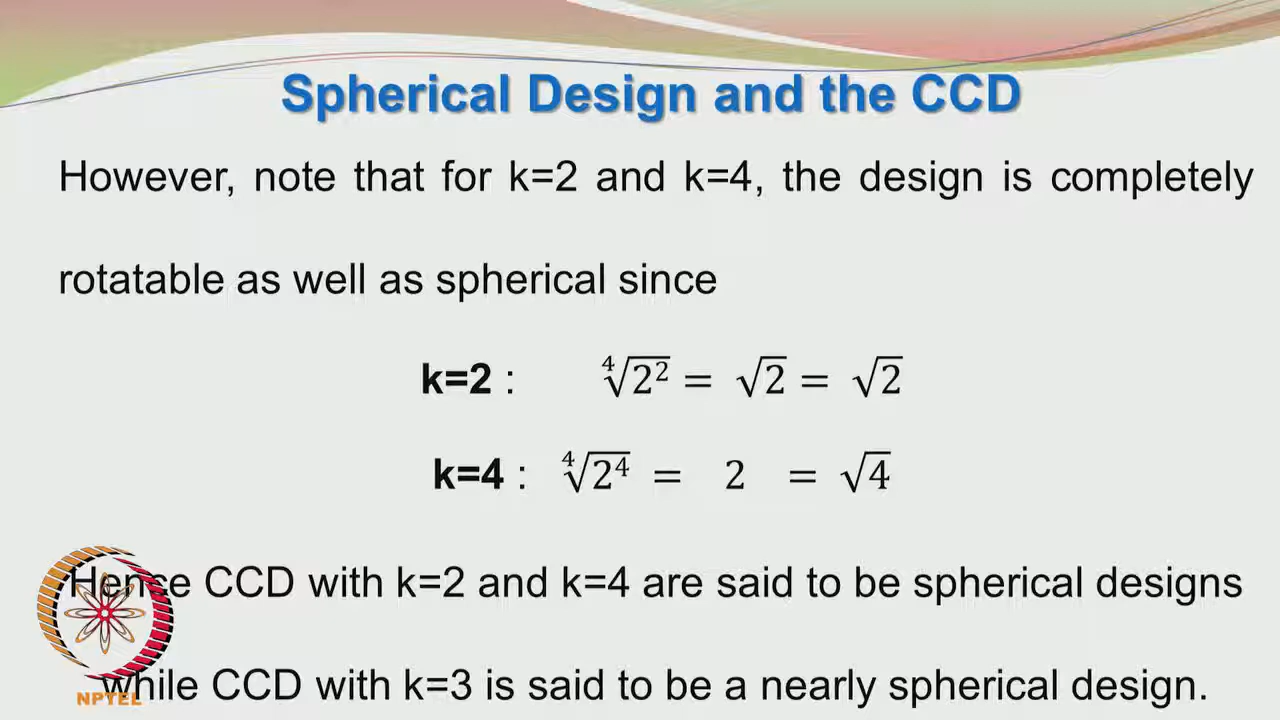 Spherical Design and the CCD
However, note that for k=2 and k=4, the design is completely
rotatable as well as spherical since
k=2 : ∜2² = √2 = √2
k=4 : ∜2⁴ = 2 = √4
Hence CCD with k=2 and k=4 are said to be spherical designs
while CCD with k=3 is said to be a nearly spherical design.
NPTEL